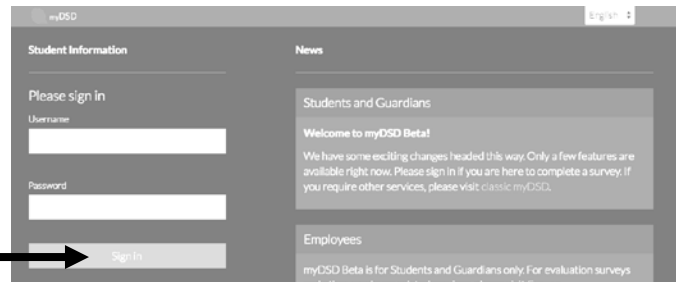 myDSD
English
Student Information
Please sign in
Username
Password
Sign in
News
Students and Guardians
Welcome to myDSD Beta!
We have some exciting changes headed this way. Only a few features are
available right now. Please sign in if you are here to complete a survey. If
you require other services, please visit classic myDSD.
Employees
myDSD Beta is for Students and Guardians only. For evaluation surveys